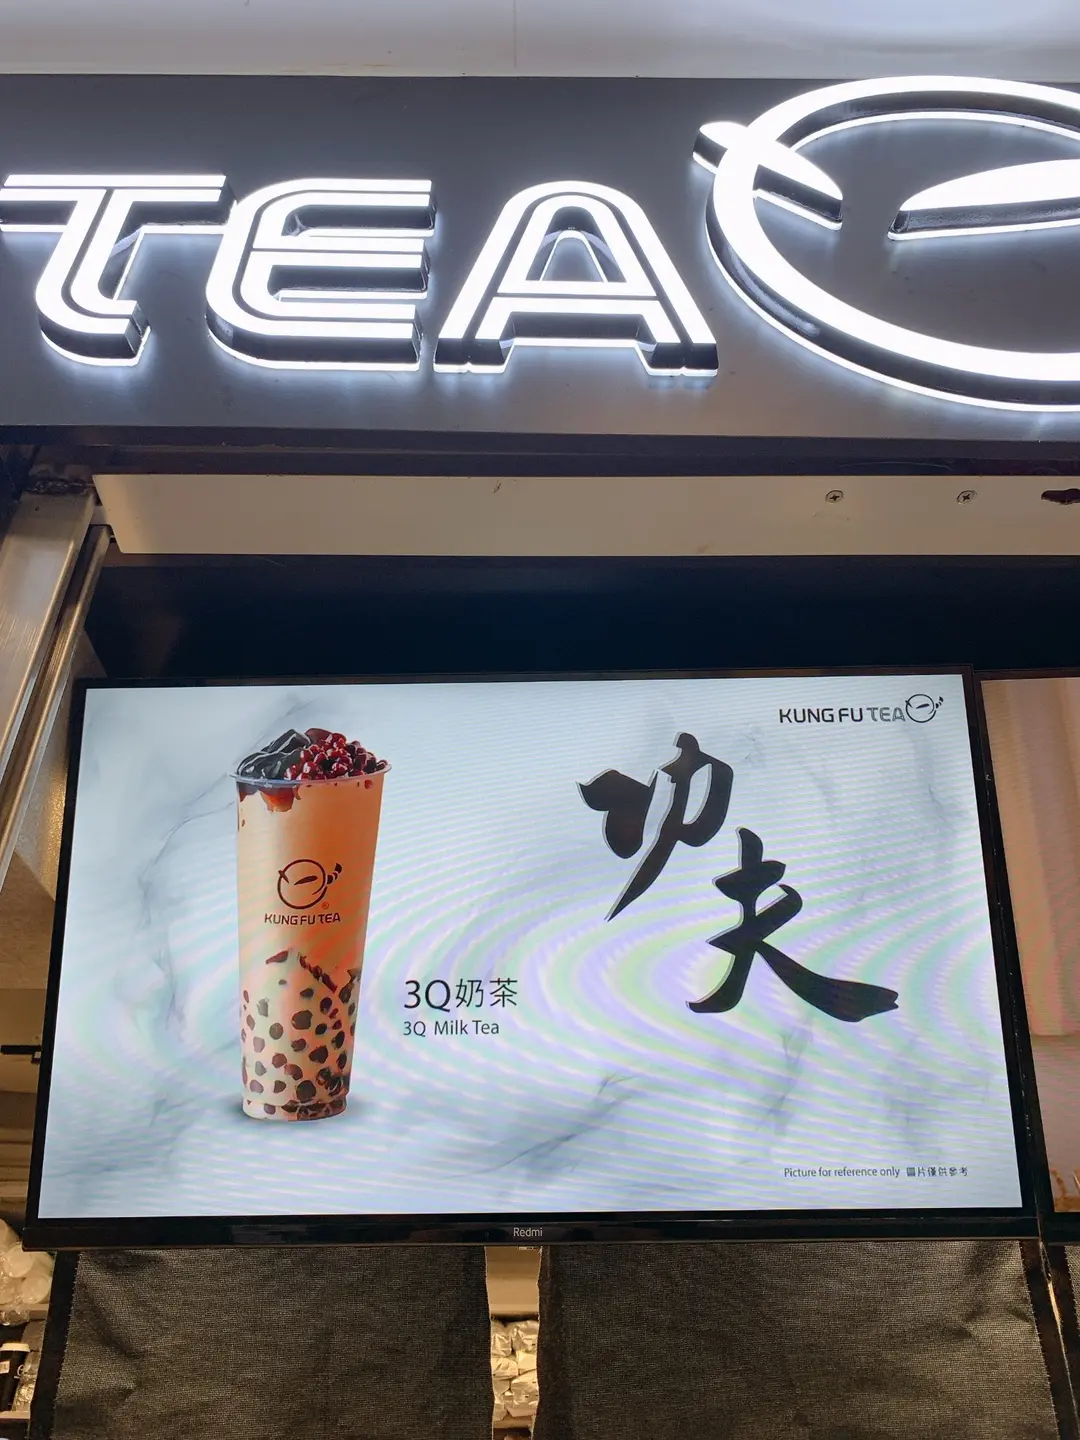 TEA
KUNG FU TEA
功夫
KUNG FU TEA
3Q奶茶
3Q Milk Tea
Picture for reference only 圖片僅供參考
Redmi